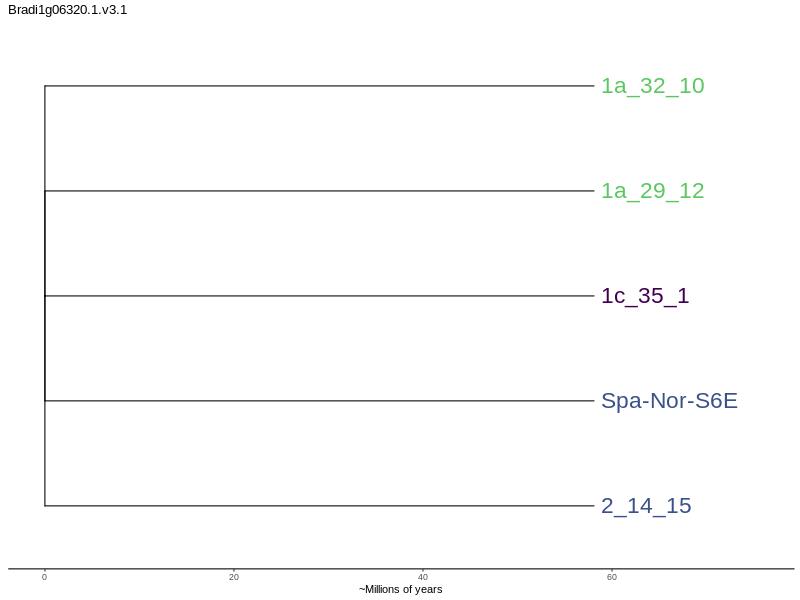 Bradi1g06320.1.v3.1
1a_32_10
1a_29_12
1c_35_1
Spa-Nor-S6E
2_14_15
0 20 40 60
~Millions of years